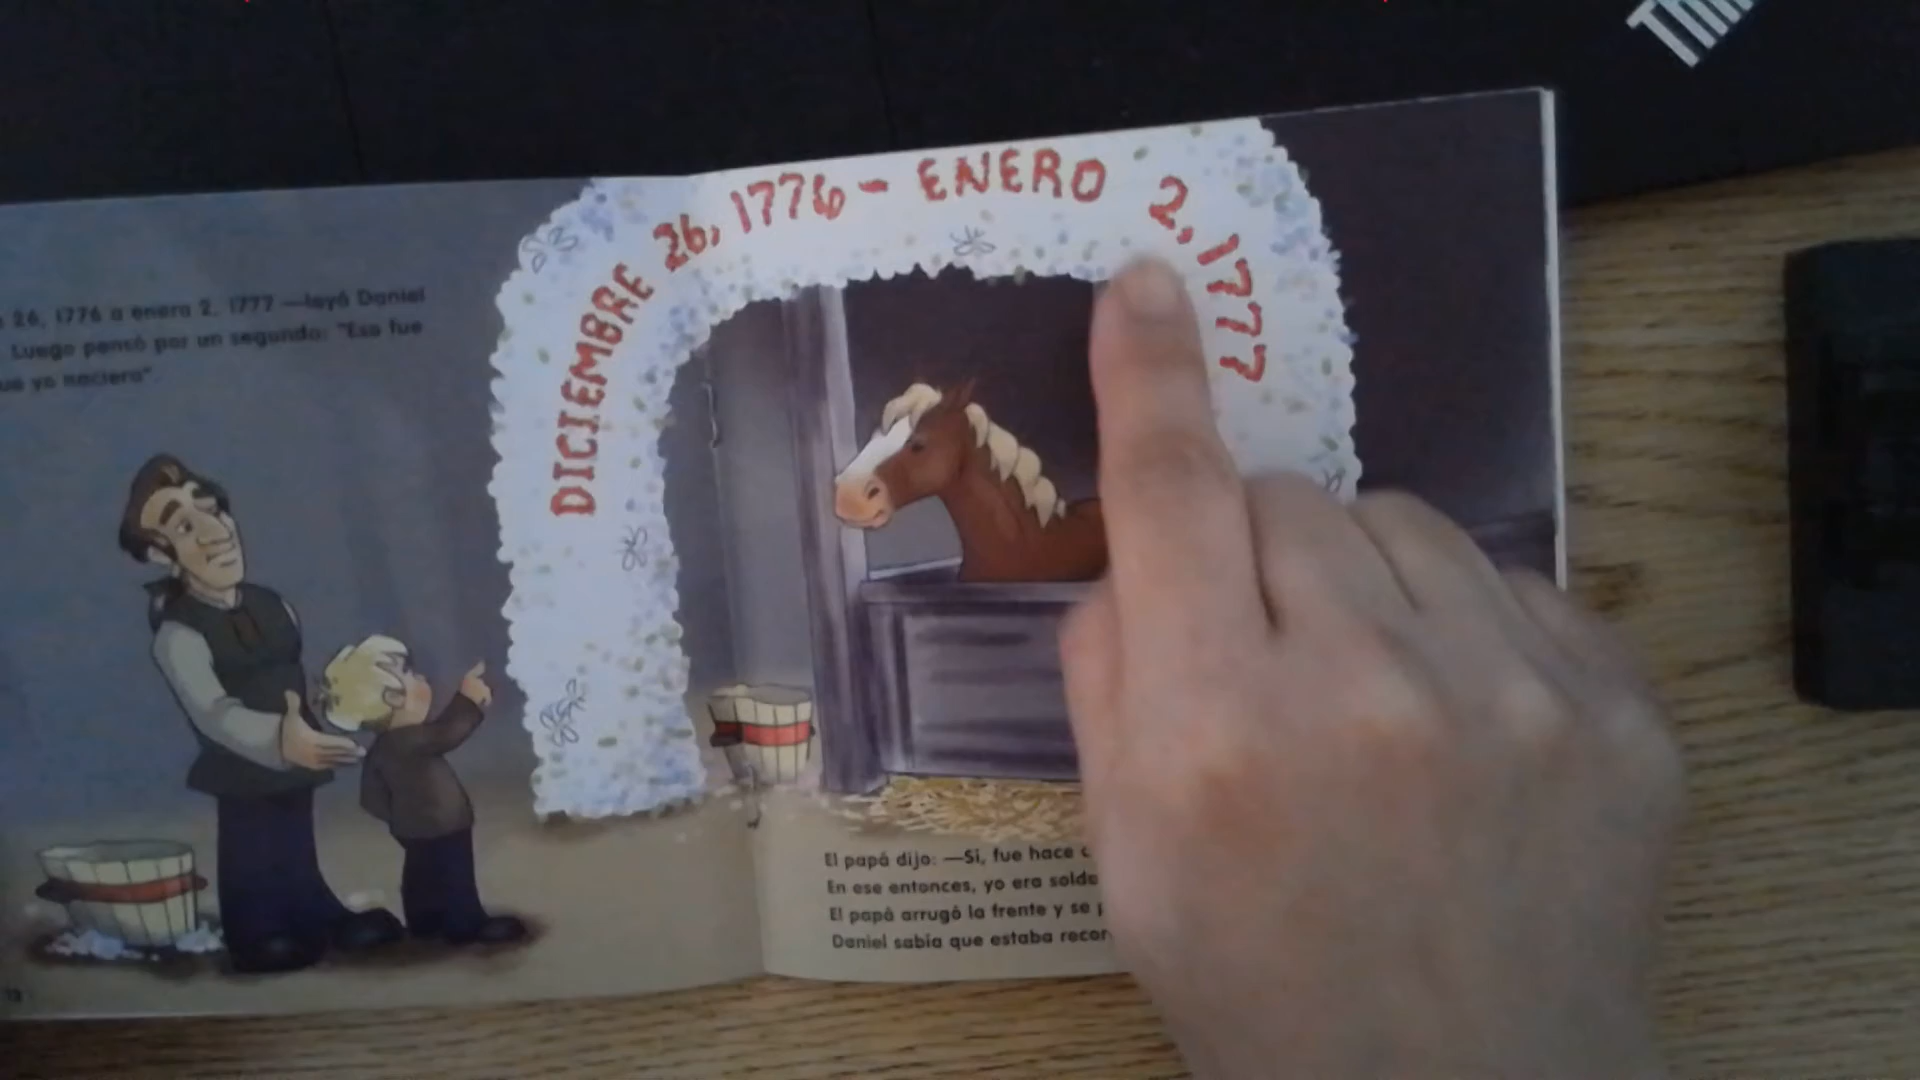 26, 1776 a enero 2, 1777 —leyó Daniel
Luego pensó por un segundo: "Eso fue
yo naciera".
DICIEMBRE 26, 1776 - ENERO 2, 1777
El papá dijo: —Sí, fue hace
En ese entonces, yo era
El papá arrugó la frente y se
Daniel sabía que estaba